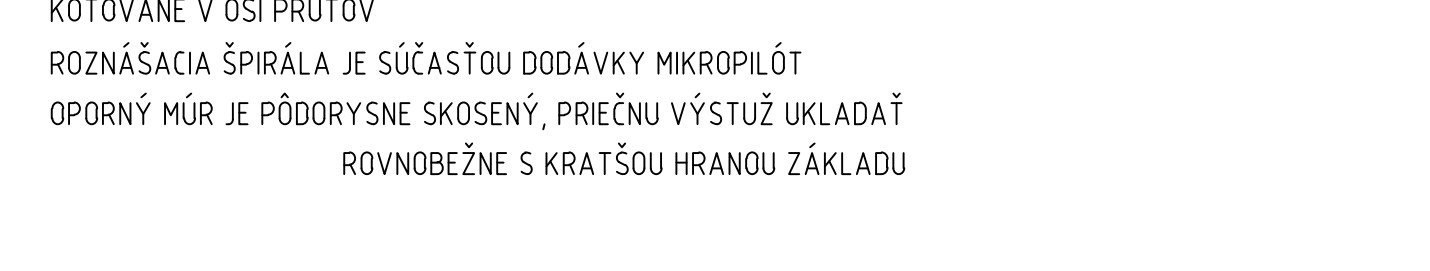 KÓTOVANÉ V OSI PRÚTOV
ROZNÁŠACIA ŠPIRÁLA JE SÚČASŤOU DODÁVKY MIKROPILÓT
OPORNÝ MÚR JE PÔDORYSNE SKOSENÝ, PRIEČNU VÝSTUŽ UKLADAŤ
ROVNOBEŽNE S KRATŠOU HRANOU ZÁKLADU